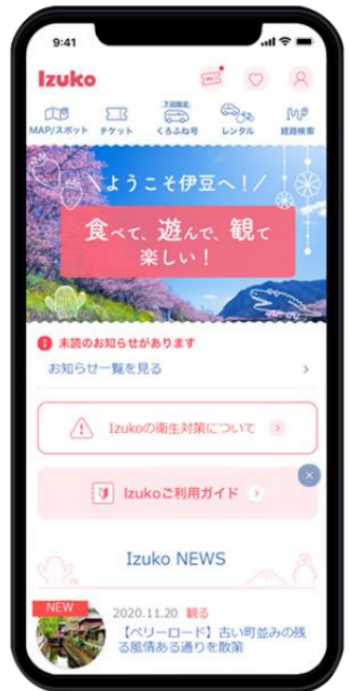 9:41
Izuko
下田限定
MAP/スポット チケット くろふね号 レンタル 経路検索
ようこそ伊豆へ!
食べて、遊んで、観て
楽しい!
未読のお知らせがあります
お知らせ一覧を見る
Izukoの衛生対策について
Izukoご利用ガイド
Izuko NEWS
NEW
2020.11.20 観る
【ペリーロード】古い町並みの残
る風情ある通りを散策